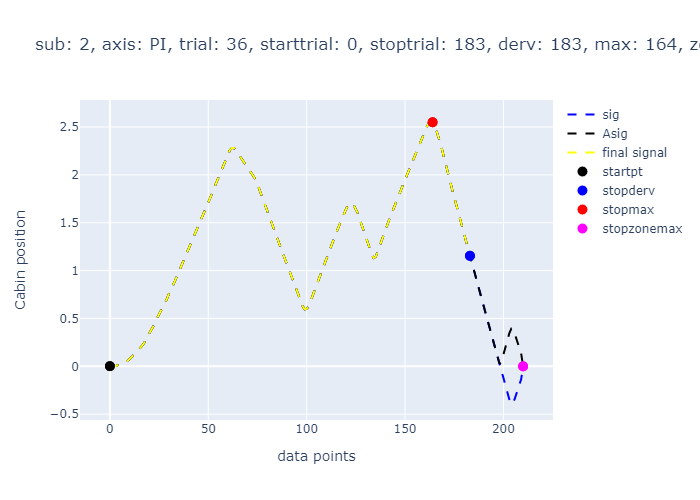 sub: 2, axis: PI, trial: 36, starttrial: 0, stoptrial: 183, derv: 183, max: 164,
sig
Asig
final signal
startpt
stopderv
stopmax
stopzonemax
Cabin position
2.5
2
1.5
1
0.5
0
−0.5
0
50
100
150
200
data points